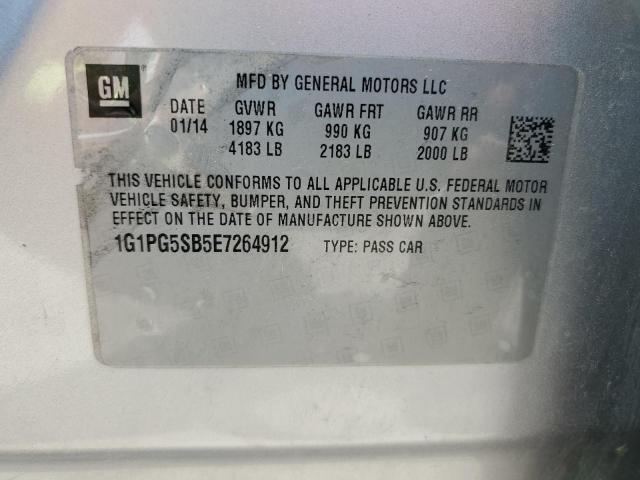 GM
MFD BY GENERAL MOTORS LLC
DATE GVWR GAWR FRT GAWR RR
01/14 1897 KG 990 KG 907 KG
4183 LB 2183 LB 2000 LB
THIS VEHICLE CONFORMS TO ALL APPLICABLE U.S. FEDERAL MOTOR
VEHICLE SAFETY, BUMPER, AND THEFT PREVENTION STANDARDS IN
EFFECT ON THE DATE OF MANUFACTURE SHOWN ABOVE.
1G1PG5SB5E7264912 TYPE: PASS CAR